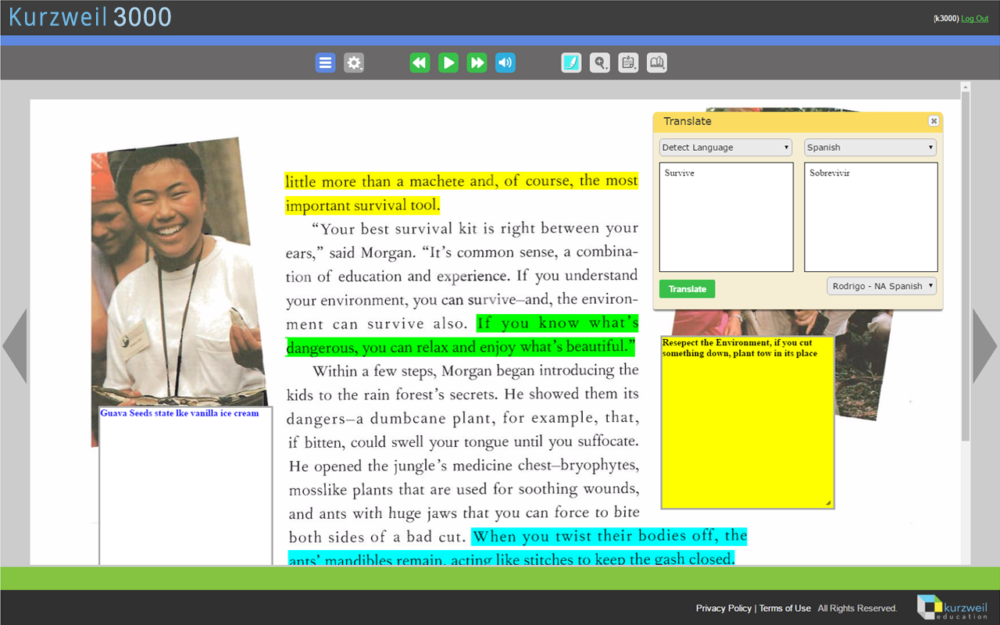 Kurzweil 3000
(k3000) Log Out
little more than a machete and, of course, the most
important survival tool.
“Your best survival kit is right between your
ears,” said Morgan. “It’s common sense, a combina-
tion of education and experience. If you understand
your environment, you can survive–and, the environ-
ment can survive also. If you know what’s
dangerous, you can relax and enjoy what’s beautiful.”
Within a few steps, Morgan began introducing the
kids to the rain forest’s secrets. He showed them its
dangers–a dumbcane plant, for example, that,
if bitten, could swell your tongue until you suffocate.
He opened the jungle’s medicine chest–bryophytes,
mosslike plants that are used for soothing wounds,
and ants with huge jaws that you can force to bite
both sides of a bad cut. When you twist their bodies off, the
ants’ mandibles remain, acting like stitches to keep the gash closed.
Guava Seeds state lke vanilla ice cream
Translate
Detect Language
Spanish
Survive
Sobrevivir
Translate
Rodrigo - NA Spanish
Resepect the Environment, if you cut
something down, plant tow in its place
Privacy Policy | Terms of Use All Rights Reserved.
kurzweil
education